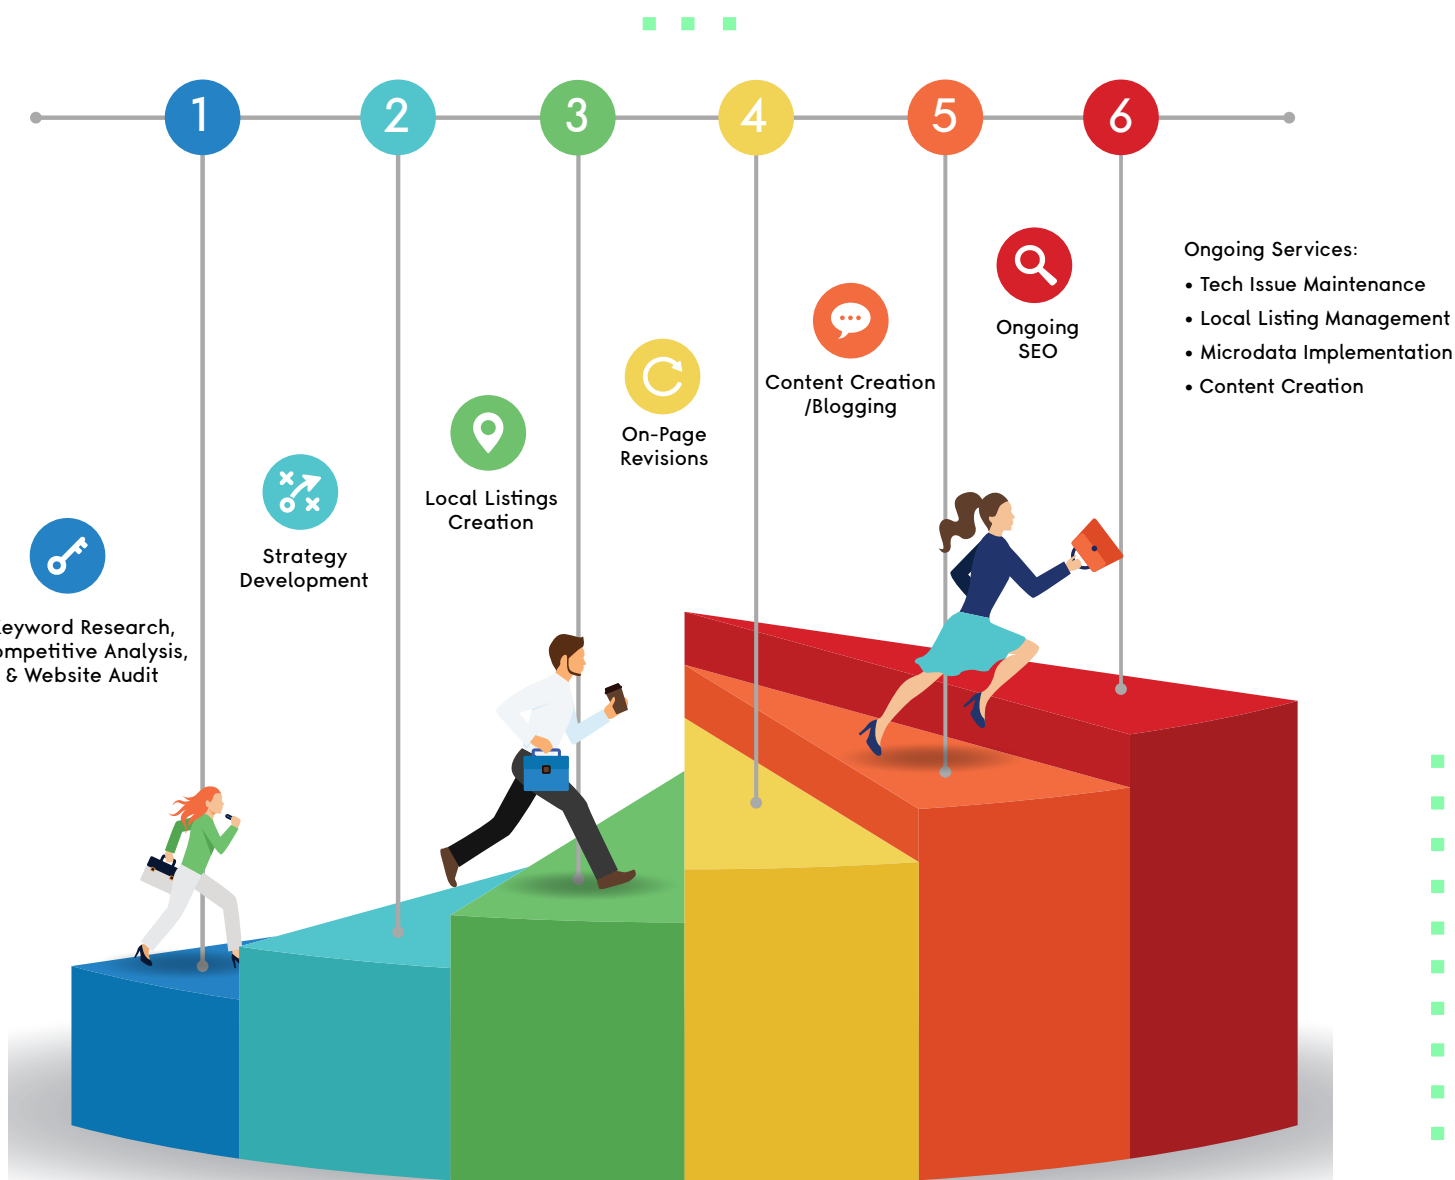 1 2 3 4 5 6
Ongoing Services:
• Tech Issue Maintenance
• Local Listing Management
• Microdata Implementation
• Content Creation
Ongoing
SEO
Content Creation
/Blogging
On-Page
Revisions
Local Listings
Creation
Strategy
Development
eyword Research,
ompetitive Analysis,
& Website Audit